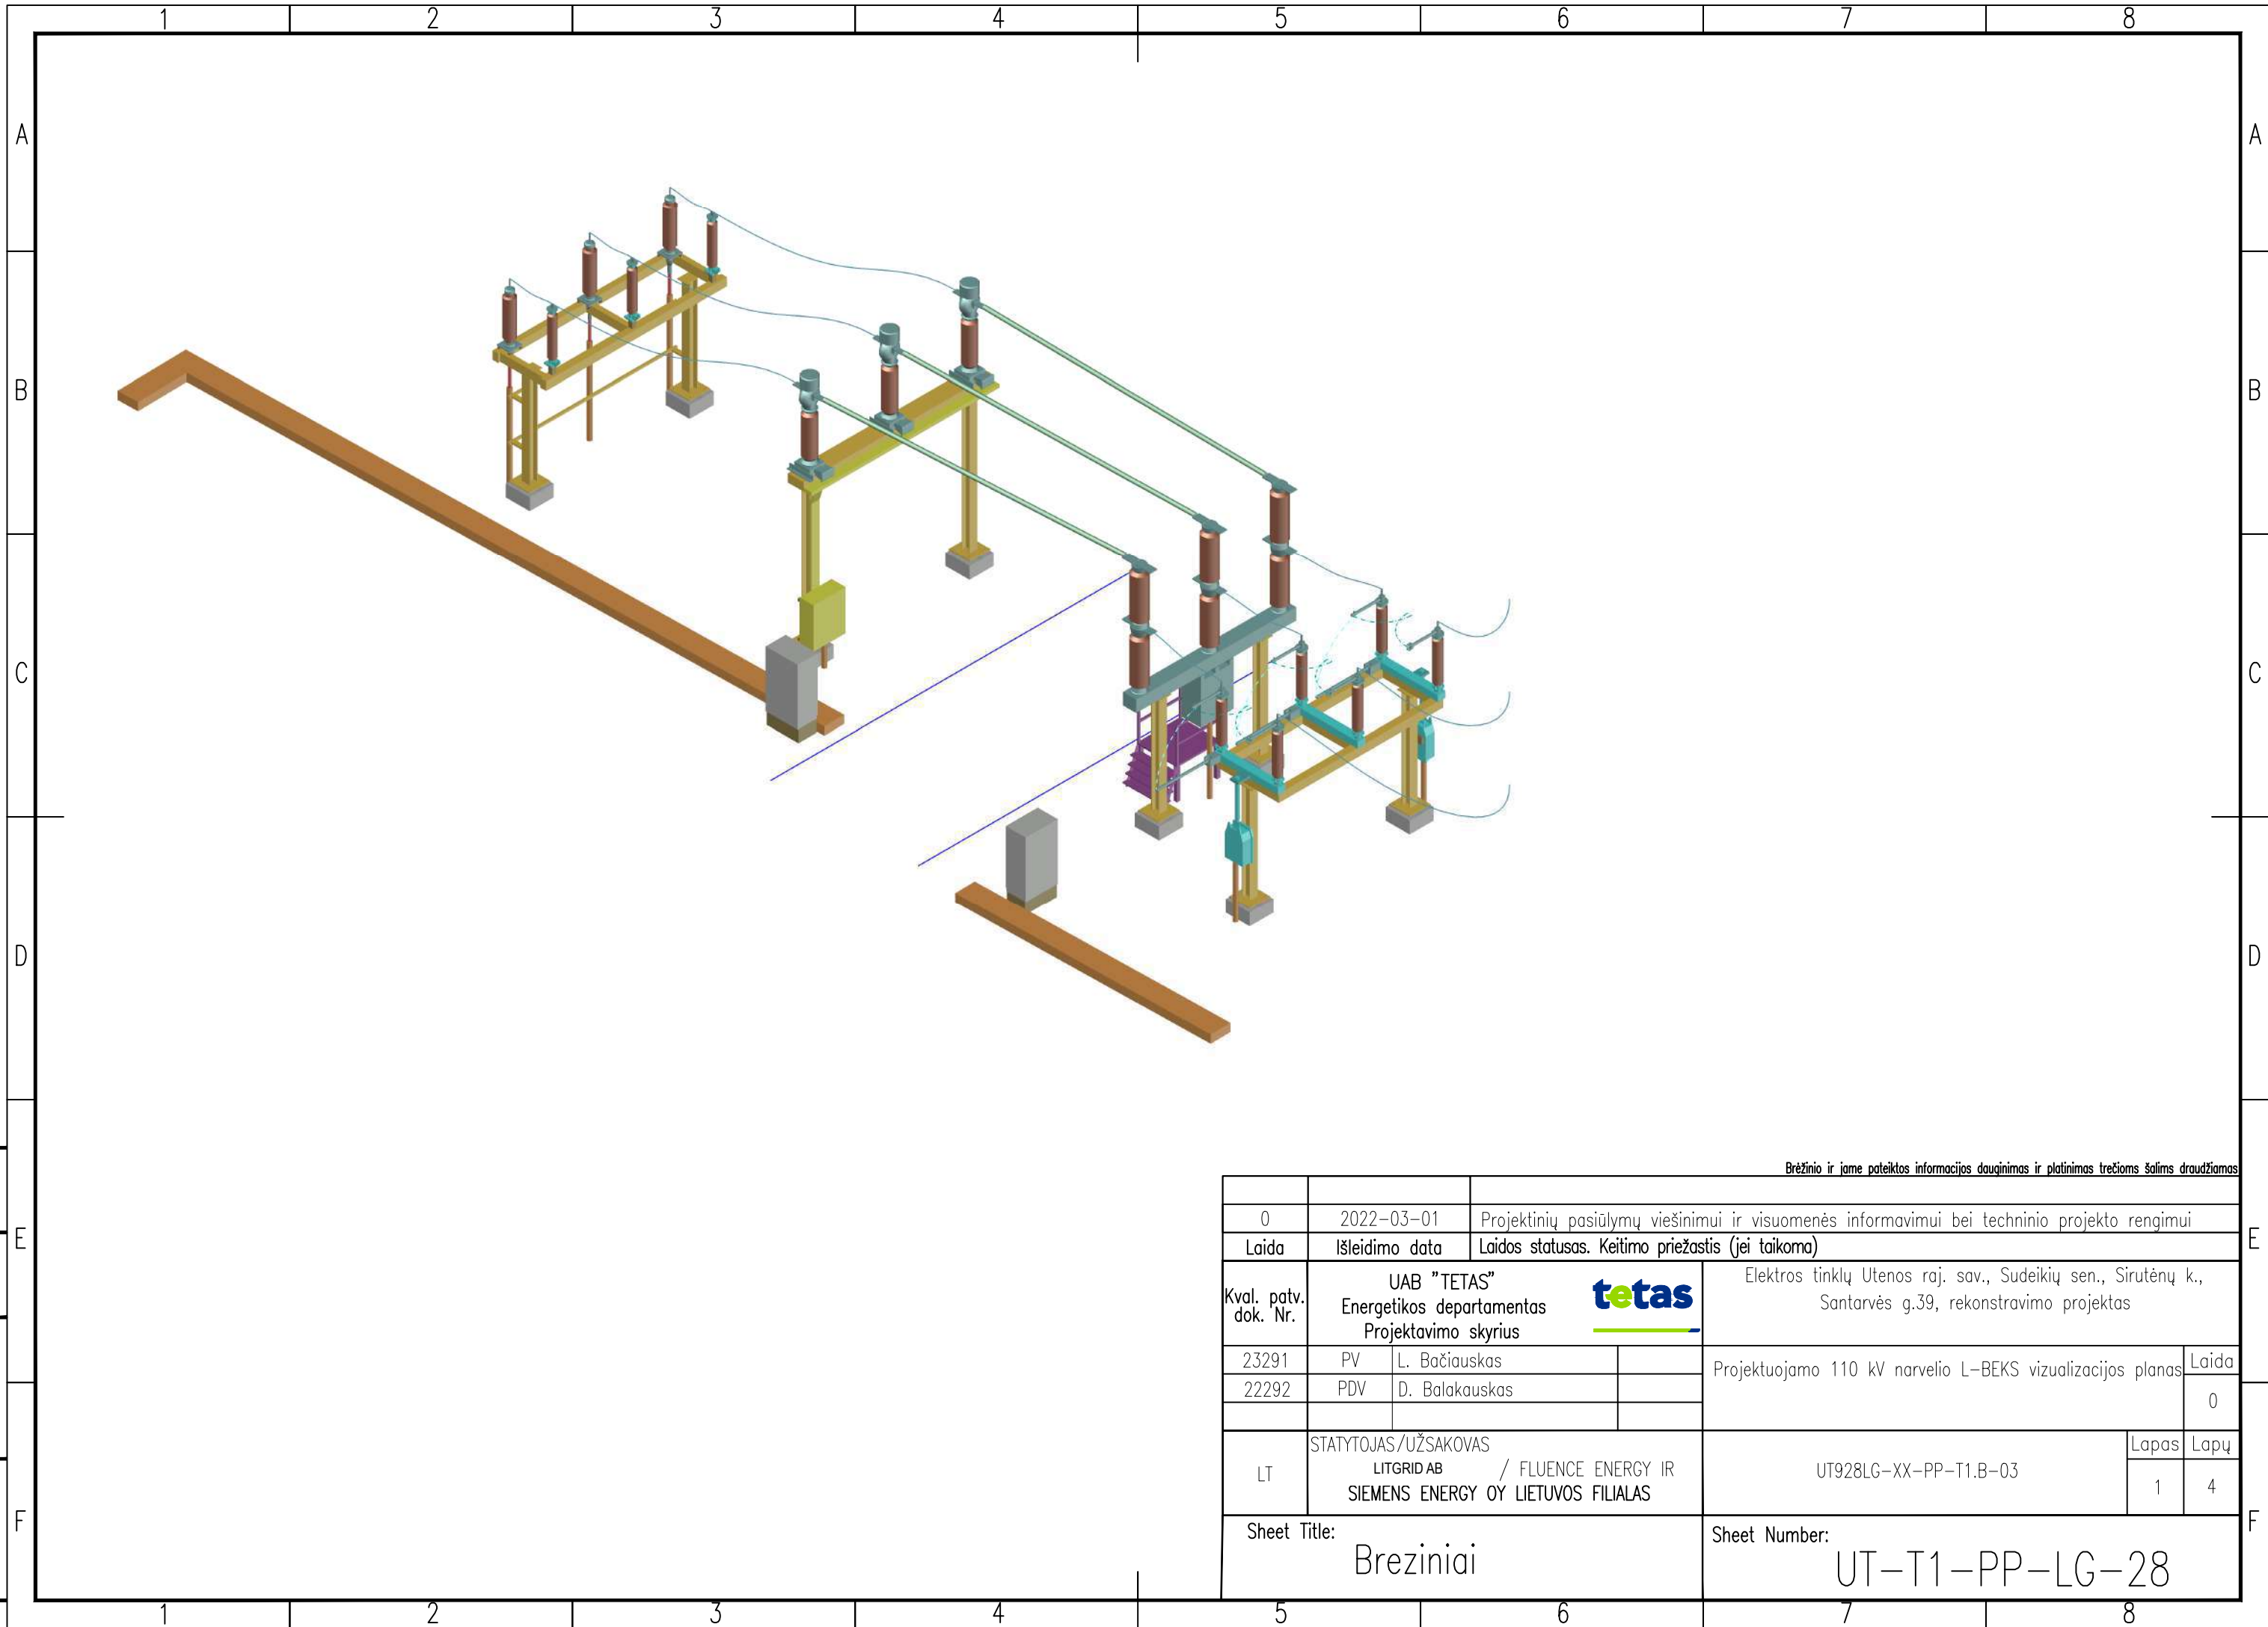 1 2 3 4 5 6 7 8
A A
B B
C C
D D
E E
F F
Brėžinio ir jame pateiktos informacijos dauginimas ir platinimas trečioms šalims draudžiamas
0 2022-03-01 Projektinių pasiūlymų viešinimui ir visuomenės informavimui bei techninio projekto rengimui
Laida Išleidimo data Laidos statusas. Keitimo priežastis (jei taikoma)
Kval. patv.
dok. Nr.
UAB "TETAS"
Energetikos departamentas
Projektavimo skyrius
tetas
Elektros tinklų Utenos raj. sav., Sudeikių sen., Sirutėnų k.,
Santarvės g.39, rekonstravimo projektas
23291 PV L. Bačiauskas
22292 PDV D. Balakauskas
Projektuojamo 110 kV narvelio L-BEKS vizualizacijos planas
Laida
0
LT
STATYTOJAS/UŽSAKOVAS
LITGRID AB / FLUENCE ENERGY IR
SIEMENS ENERGY OY LIETUVOS FILIALAS
UT928LG-XX-PP-T1.B-03
Lapas Lapų
1 4
Sheet Title:
Breziniai
Sheet Number:
UT-T1-PP-LG-28
1 2 3 4 5 6 7 8